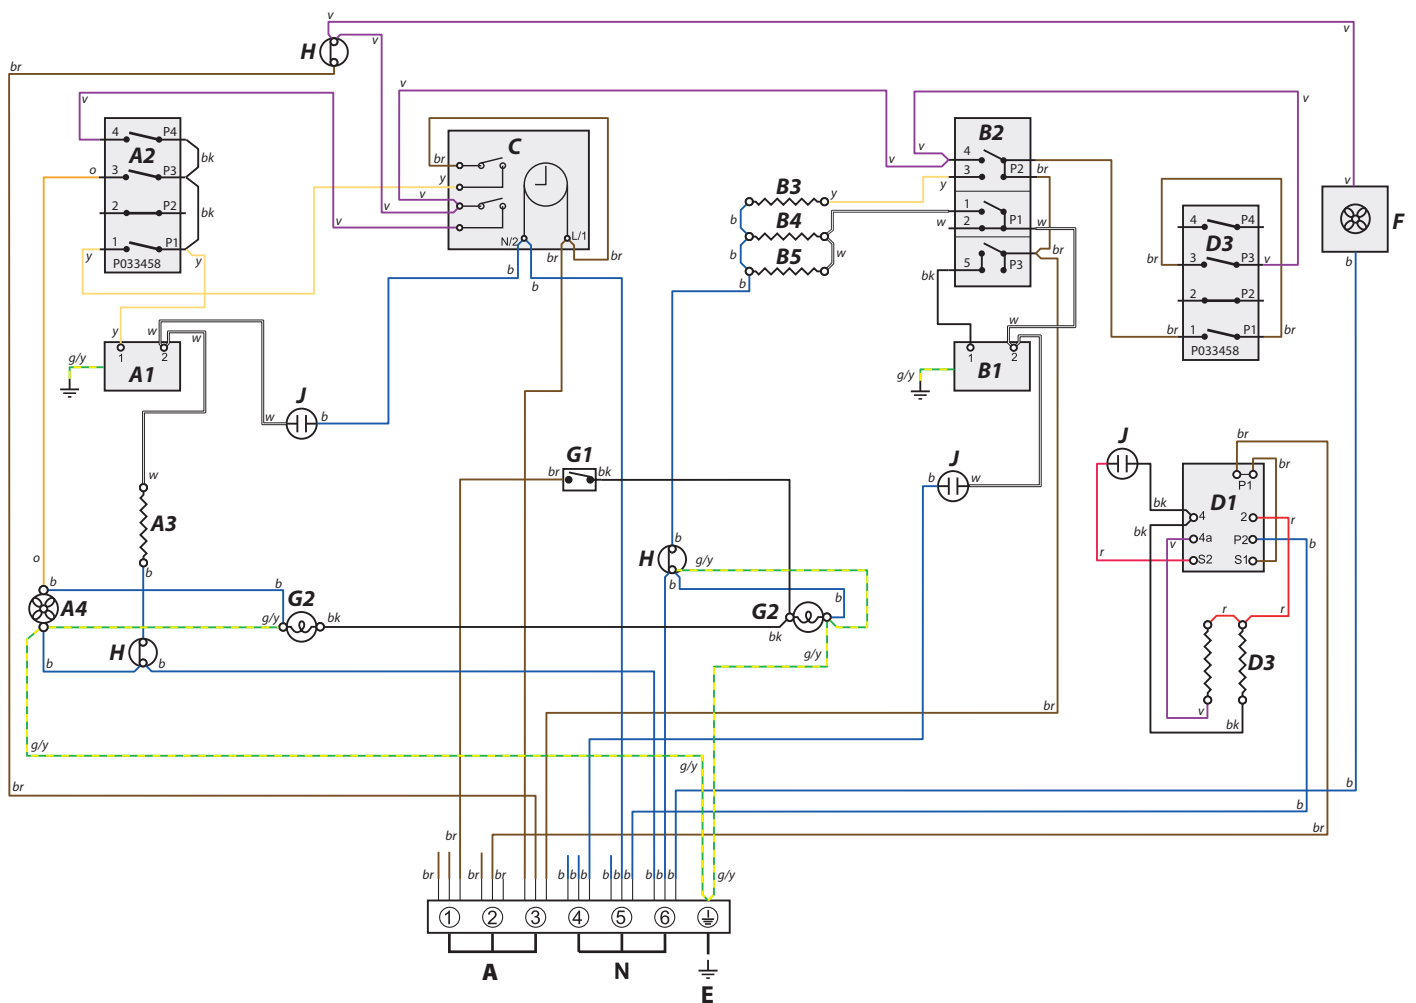 v
H
v
br
v
v
v
4 P4
A2
bk
o 3 P3
2 P2
bk
1 P1
y y
P033458
C
br
y
v
v
v
N/2 L/1
b br br
b
B2
4
v v
P2 br
3
y
1
P1
2
w w
P3 br
5
bk
B3
y
B4
b
B5
b w
b
4 P4
D3
br 3 P3 v
2 P2
br 1 P1 br
P033458
v
F
b
y w
w
1 2
g/y
A1
J
w b
w
1 2
g/y
B1
w
A3
b
G1
br bk
J
b w
J
br
br
P1
D1
bk
bk
4 2
r
v 4a P2 b
r S2 S1
o
b
A4
b
G2
g/y bk
H
b b
b
H
g/y
b
b
G2
bk
g/y
r r
D3
v
bk
br
g/y
g/y
br
b
b
br
br
br br br b b b b b b b b g/y
1 2 3 4 5 6
A N
E